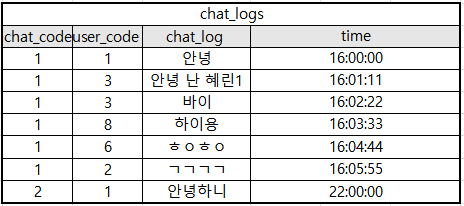 chat_logs
chat_code user_code chat_log time
1 1 안녕 16:00:00
1 3 안녕 난 혜린1 16:01:11
1 3 바이 16:02:22
1 8 하이용 16:03:33
1 6 ㅎㅇㅎㅇ 16:04:44
1 2 ㄱㄱㄱㄱ 16:05:55
2 1 안녕하니 22:00:00